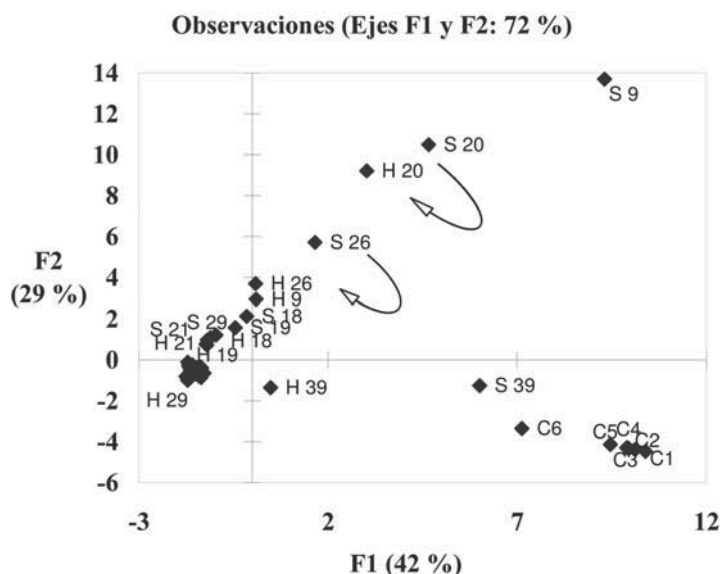 Observaciones (Ejes F1 y F2: 72 %)
14
S 9
12
S 20
10
H 20
8
S 26
6
F2
(29 %)
4
H 26
H 9
2
S 18
S 21
S 29
S 19
H 21
H 18
0
H 19
H 29
H 39
S 39
-2
C6
C5
C4
C2
-4
C3
C1
-6
-3
2
7
12
F1 (42 %)